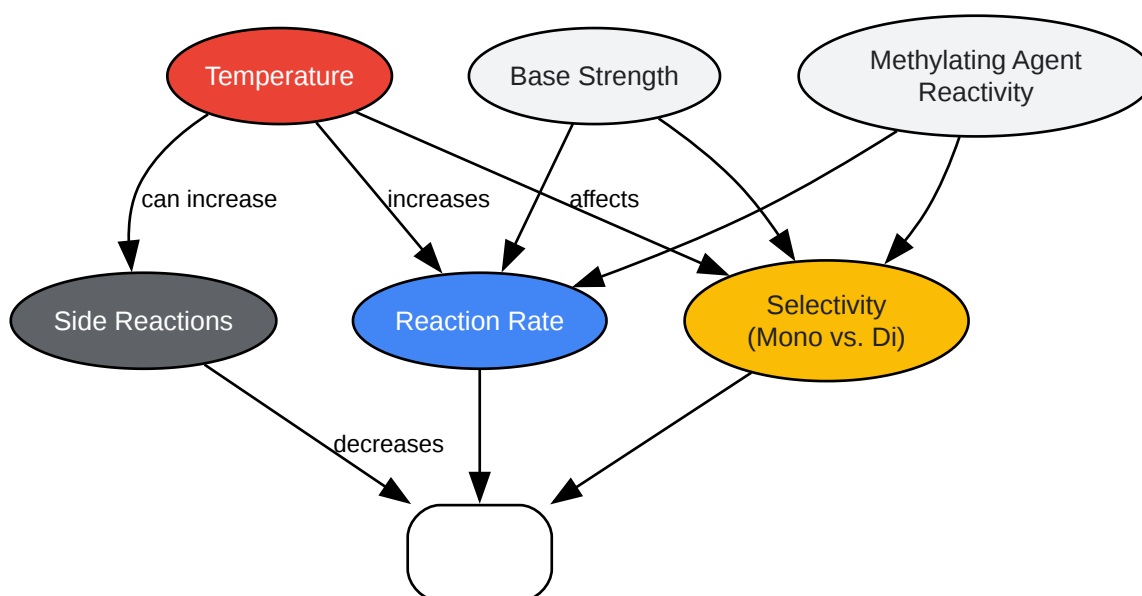 Temperature
Base Strength
Methylating Agent
Reactivity
can increase
increases
affects
Side Reactions
Reaction Rate
Selectivity
(Mono vs. Di)
decreases